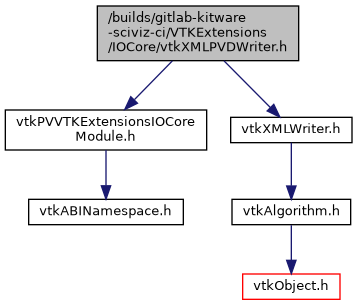 /builds/gitlab-kitware
-sciviz-ci/VTKExtensions
/IOCore/vtkXMLPVDWriter.h
vtkPVVTKExtensionsIOCore
Module.h
vtkXMLWriter.h
vtkABINamespace.h
vtkAlgorithm.h
vtkObject.h